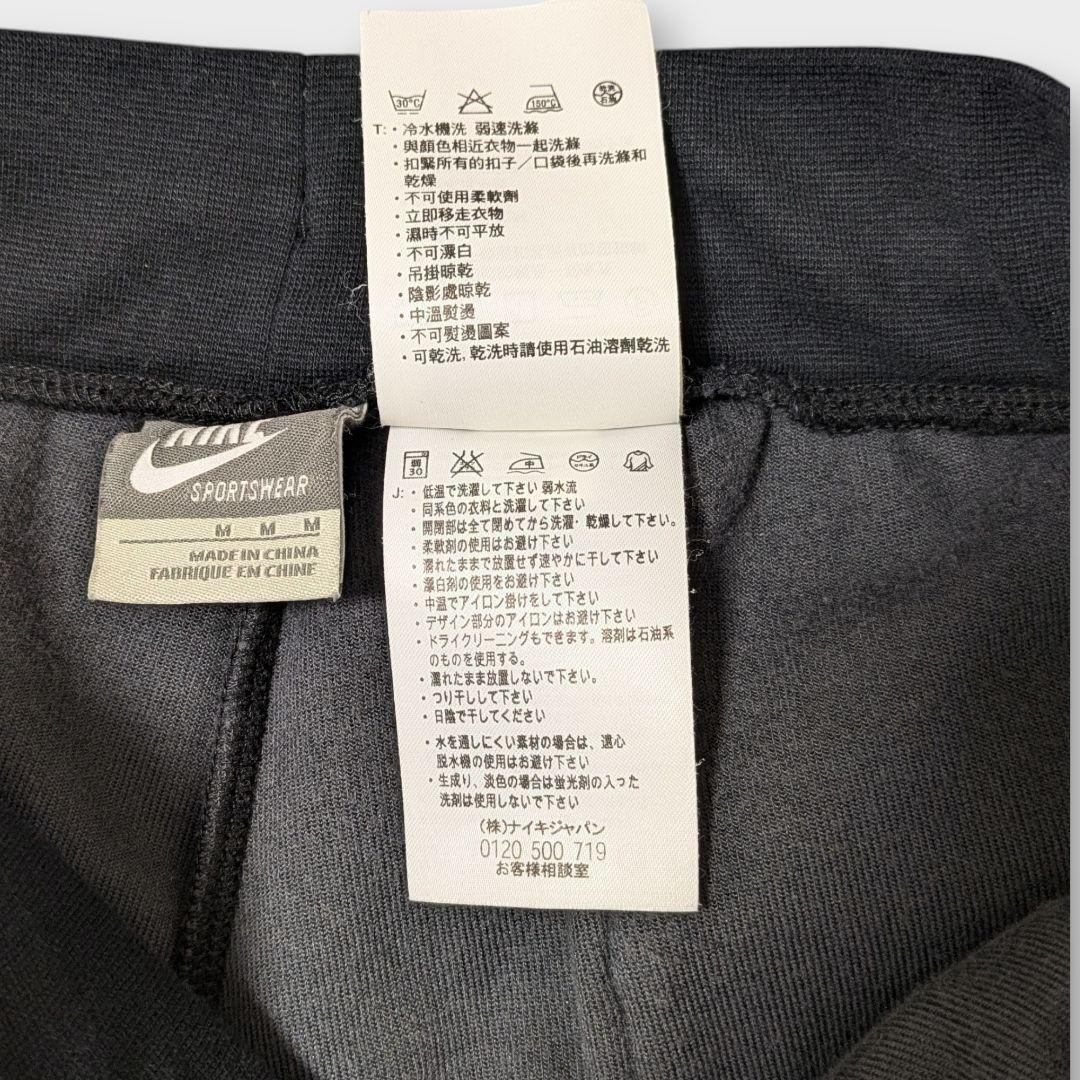 30°C
150°C
T:・冷水機洗 弱速洗滌
・與顏色相近衣物一起洗滌
・扣緊所有的扣子／口袋後再洗滌和
乾燥
・不可使用柔軟劑
・立即移走衣物
・濕時不可平放
・不可漂白
・吊掛晾乾
・陰影處晾乾
・中溫熨燙
・不可熨燙圖案
・可乾洗,乾洗時請使用石油溶劑乾洗
NIKE
SPORTSWEAR
M M M
MADE IN CHINA
FABRIQUE EN CHINE
弱
30
中
J:・低温で洗濯して下さい 弱水流
・同系色の衣料と洗濯して下さい
・開閉部は全て閉めてから洗濯・乾燥して下さい。
・柔軟剤の使用はお避け下さい
・濡れたままで放置せず速やかに干して下さい
・漂白剤の使用をお避け下さい
・中温でアイロン掛けをして下さい
・デザイン部分のアイロンはお避け下さい
・ドライクリーニングもできます。溶剤は石油系
のものを使用する。
・濡れたまま放置しないで下さい。
・つり干しして下さい
・日陰で干してください
・水を通しにくい素材の場合は、遠心
脱水機の使用はお避け下さい
・生成り、淡色の場合は蛍光剤の入った
洗剤は使用しないで下さい
(株)ナイキジャパン
0120 500 719
お客様相談室